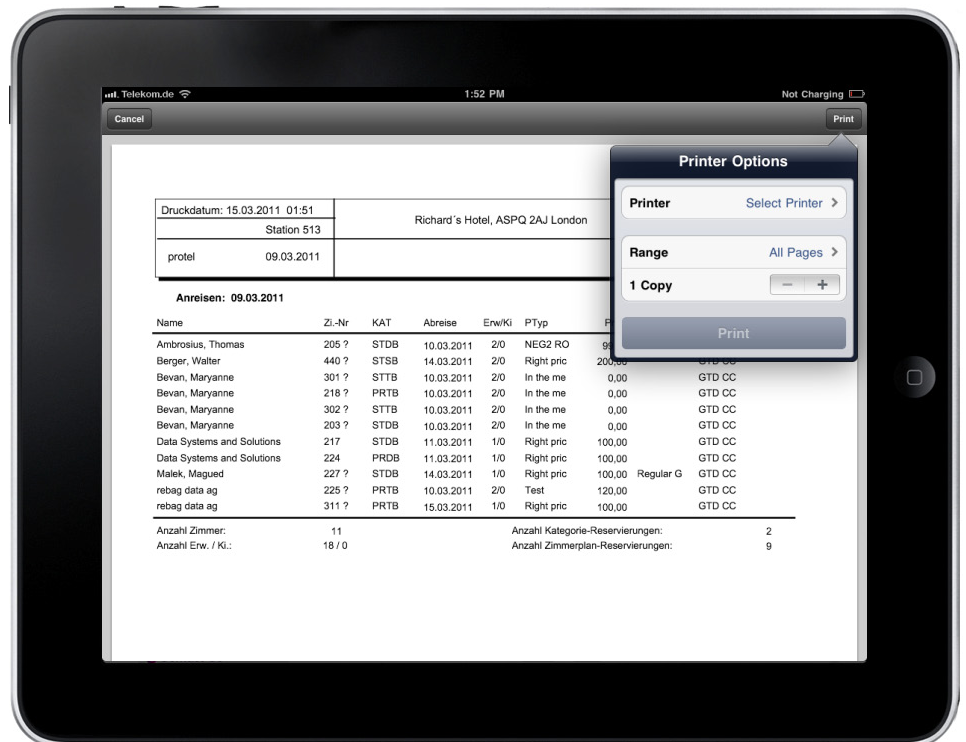 Telekom.de 1:52 PM Not Charging
Cancel Print
Printer Options
Printer Select Printer
Range All Pages
1 Copy − +
Print
Druckdatum: 15.03.2011 01:51
Station 513
Richard´s Hotel, ASPQ 2AJ London
protel 09.03.2011
Anreisen: 09.03.2011
Name Zi.-Nr KAT Abreise Erw/Ki PTyp
Ambrosius, Thomas 205 ? STDB 10.03.2011 2/0 NEG2 RO
Berger, Walter 440 ? STSB 14.03.2011 2/0 Right pric 200,00 GTD CC
Bevan, Maryanne 301 ? STTB 10.03.2011 2/0 In the me 0,00 GTD CC
Bevan, Maryanne 218 ? PRTB 10.03.2011 2/0 In the me 0,00 GTD CC
Bevan, Maryanne 302 ? STTB 10.03.2011 2/0 In the me 0,00 GTD CC
Bevan, Maryanne 203 ? STDB 10.03.2011 2/0 In the me 0,00 GTD CC
Data Systems and Solutions 217 STDB 11.03.2011 1/0 Right pric 100,00 GTD CC
Data Systems and Solutions 224 PRDB 11.03.2011 1/0 Right pric 100,00 GTD CC
Malek, Magued 227 ? STDB 14.03.2011 1/0 Right pric 100,00 Regular G GTD CC
rebag data ag 225 ? PRTB 10.03.2011 2/0 Test 120,00 GTD CC
rebag data ag 311 ? PRTB 15.03.2011 1/0 Right pric 100,00 GTD CC
Anzahl Zimmer: 11 Anzahl Kategorie-Reservierungen: 2
Anzahl Erw. / Ki.: 18 / 0 Anzahl Zimmerplan-Reservierungen: 9